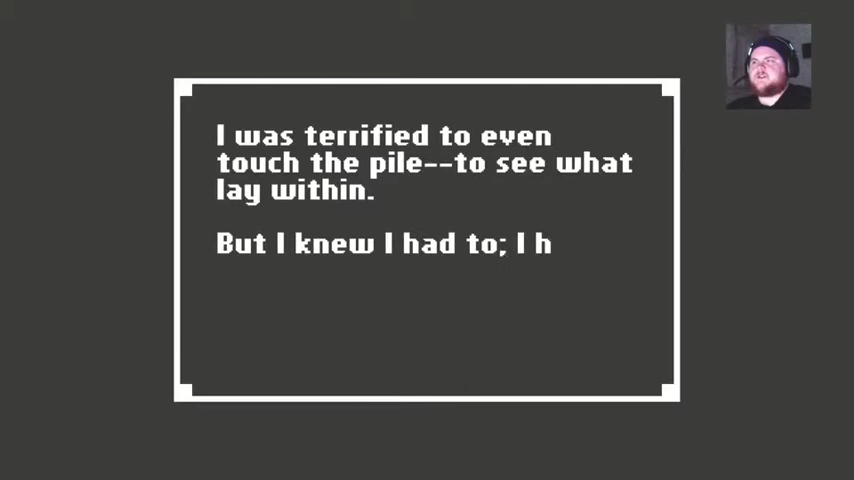 I was terrified to even
touch the pile--to see what
lay within.
But I knew I had to; I h